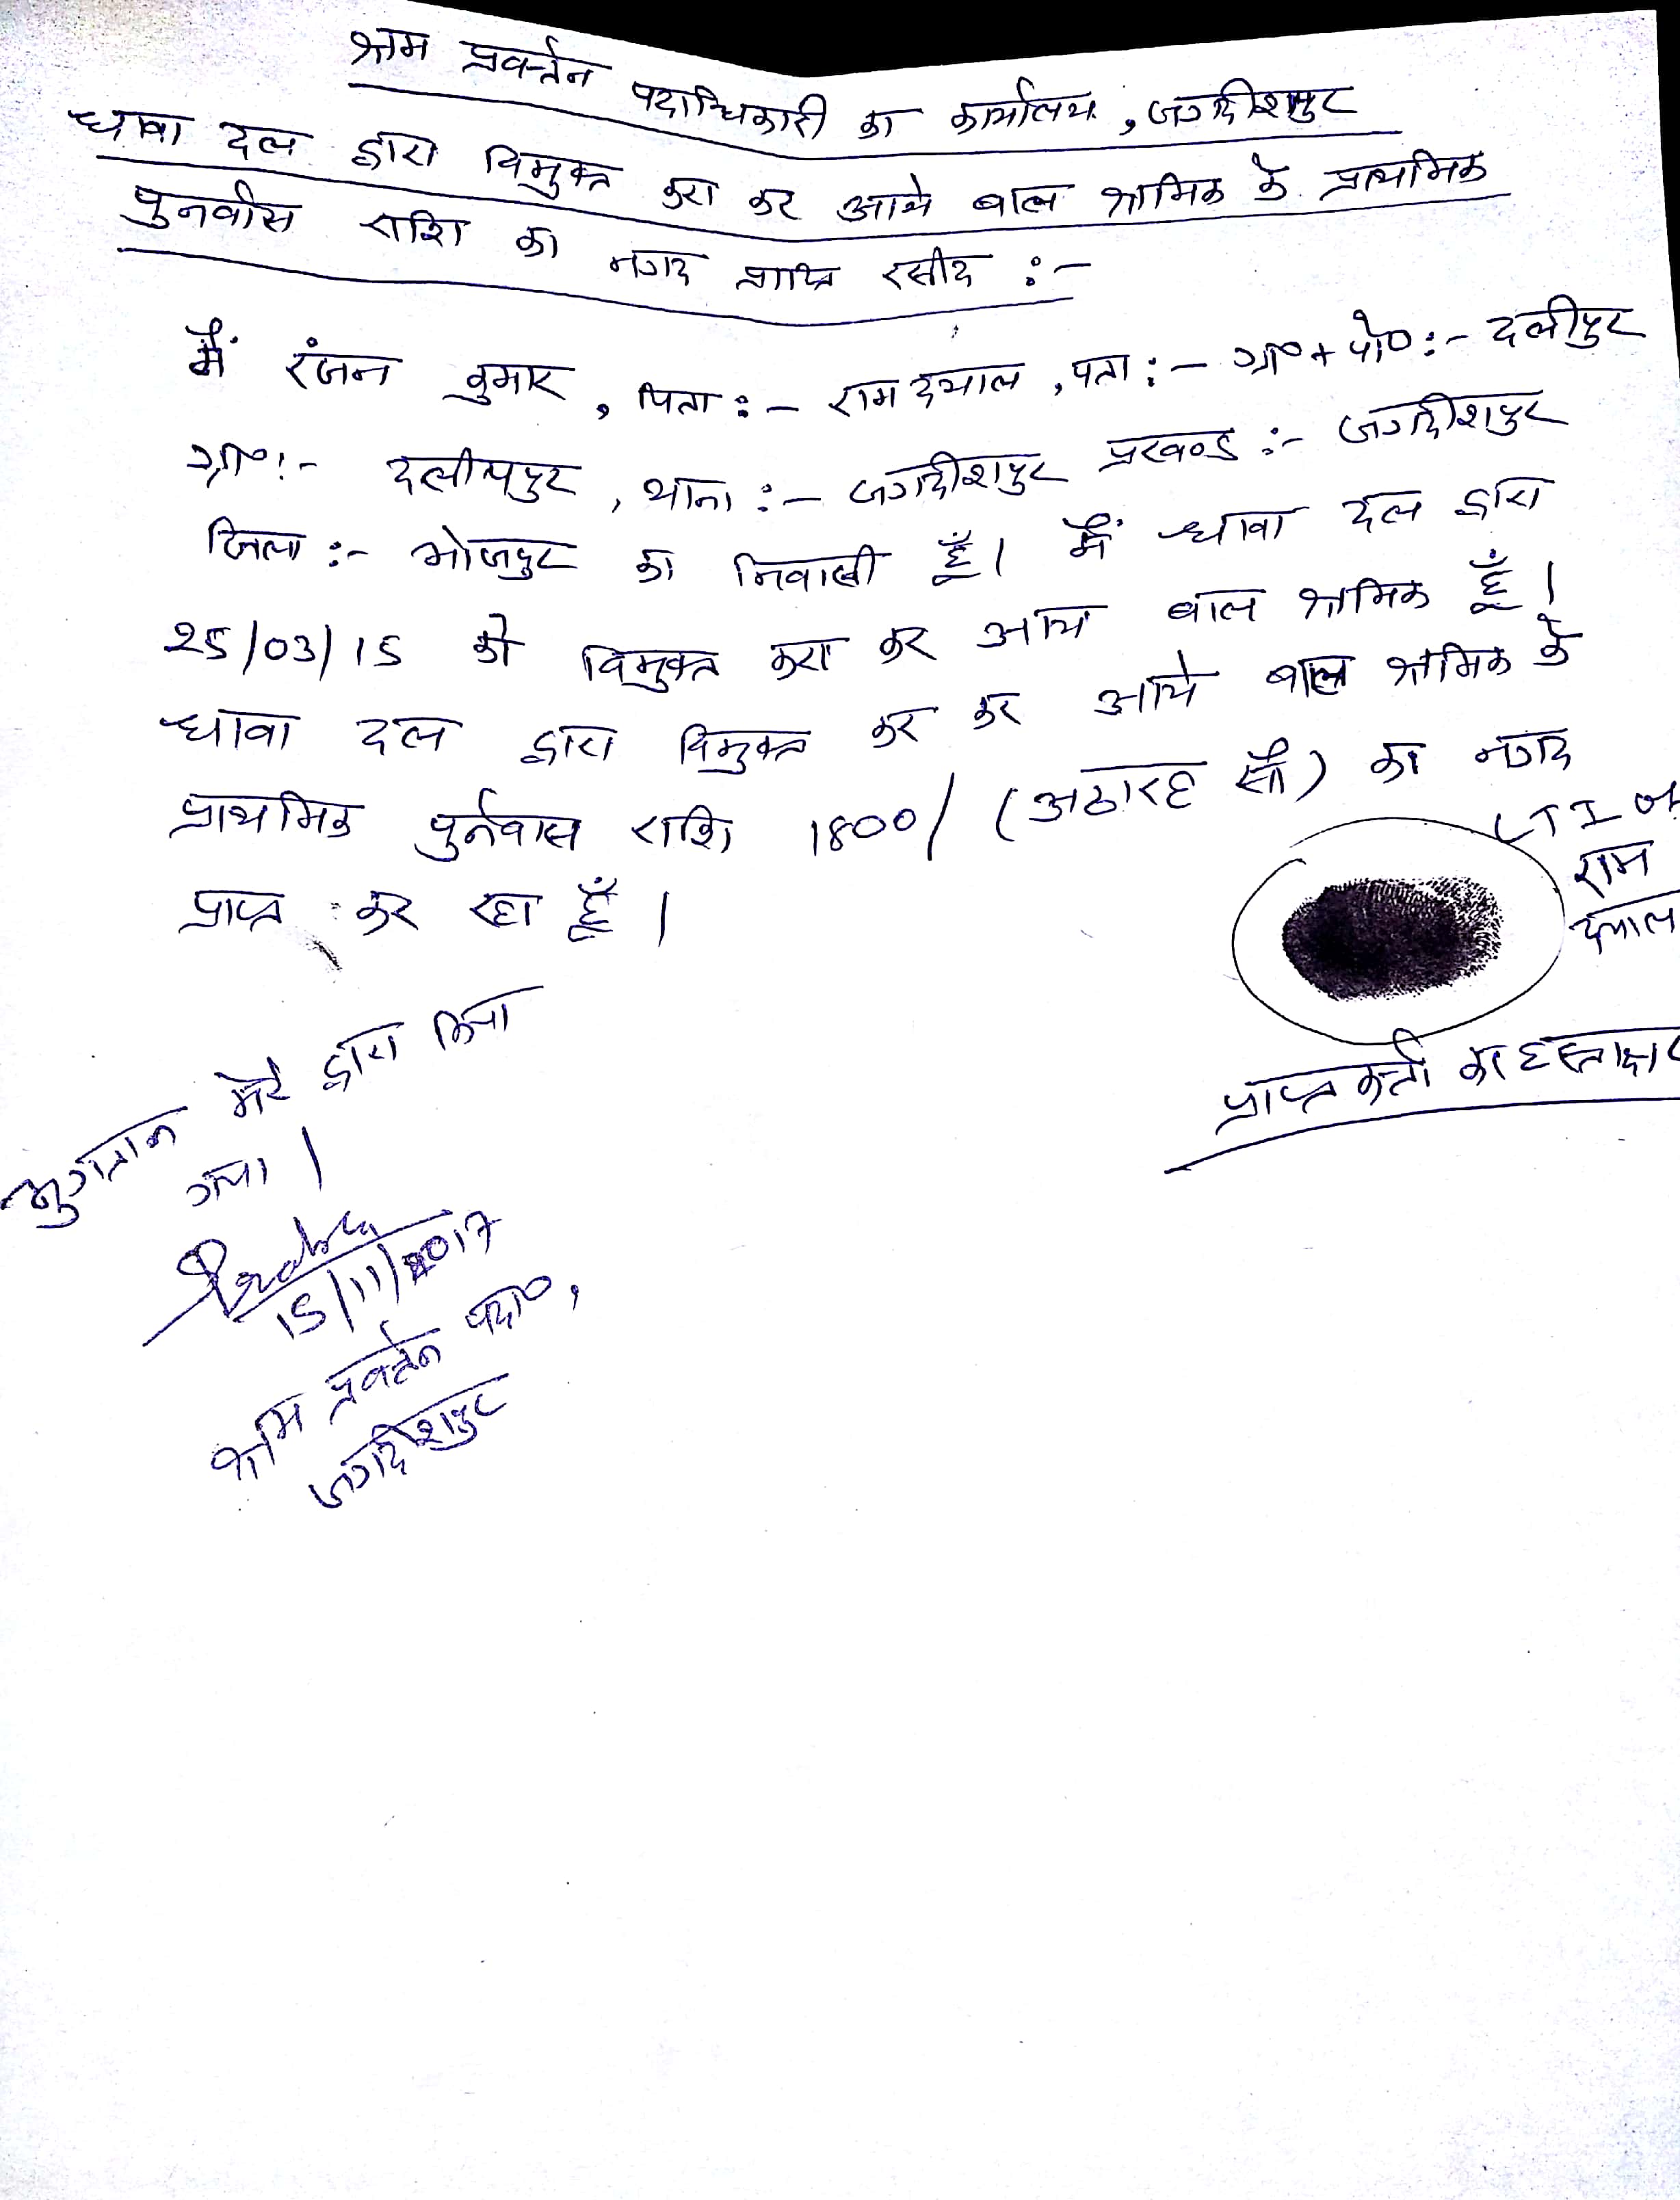 श्रम प्रवर्त्तन पदाधिकारी का कार्यालय, जगदीशपुर
धावा दल द्वारा विमुक्त करा कर आये बाल श्रमिक के प्राथमिक
पुनर्वास राशि का नगद प्राप्ति रसीद :-
मैं रंजन कुमार, पिता :- राम दयाल, पता :- ग्रा० + पो० :- दलीपुर
ग्रा० :- दलीपपुर, थाना :- जगदीशपुर प्रखण्ड :- जगदीशपुर
जिला :- भोजपुर का निवासी हूँ। मैं धावा दल द्वारा
25/03/15 को विमुक्त करा कर आये बाल श्रमिक हूँ।
धावा दल द्वारा विमुक्त कर कर आये बाल श्रमिक के
प्राथमिक पुर्नवास राशि 1800/ (अठारह सौ) का नगद
प्राप्त कर रहा हूँ।
LTI of
राम
दयाल
प्राप्त कर्ता का हस्ताक्षर
भुगतान मेरे द्वारा किया
गया।
15/11/2017
श्रम प्रवर्तन पदा०,
जगदीशपुर